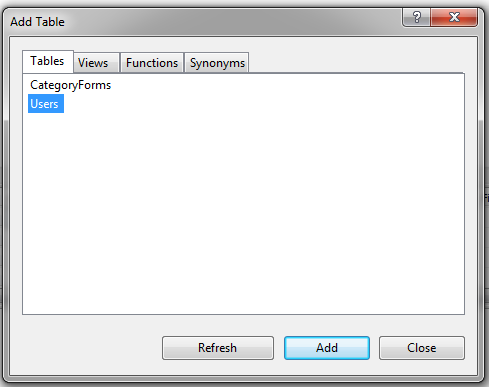 Add Table
?
Tables Views Functions Synonyms
CategoryForms
Users
Refresh Add Close